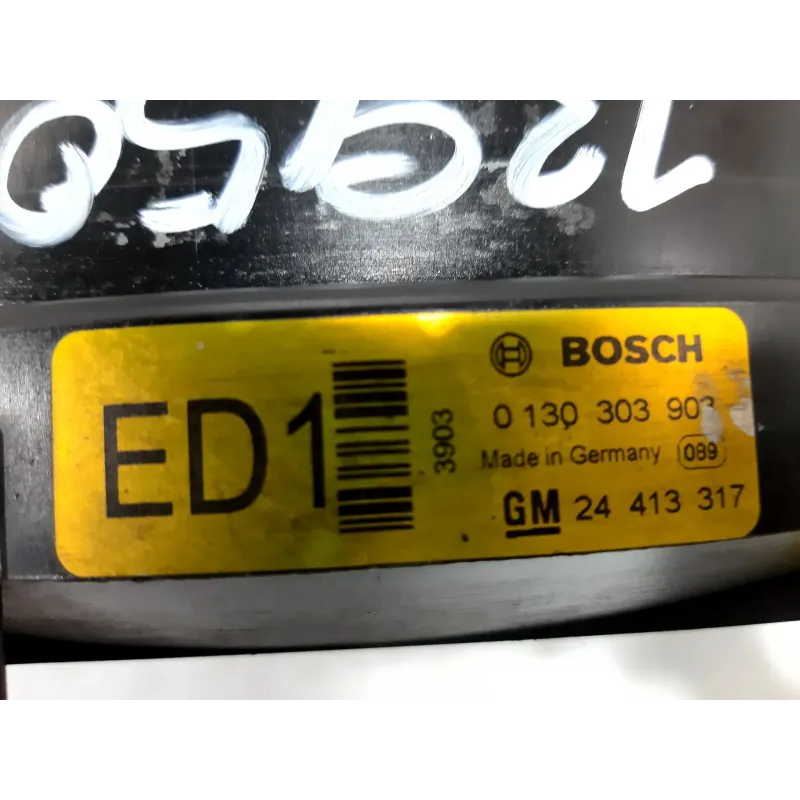 ED1
3903
BOSCH
0 130 303 903
Made in Germany 089
GM 24 413 317